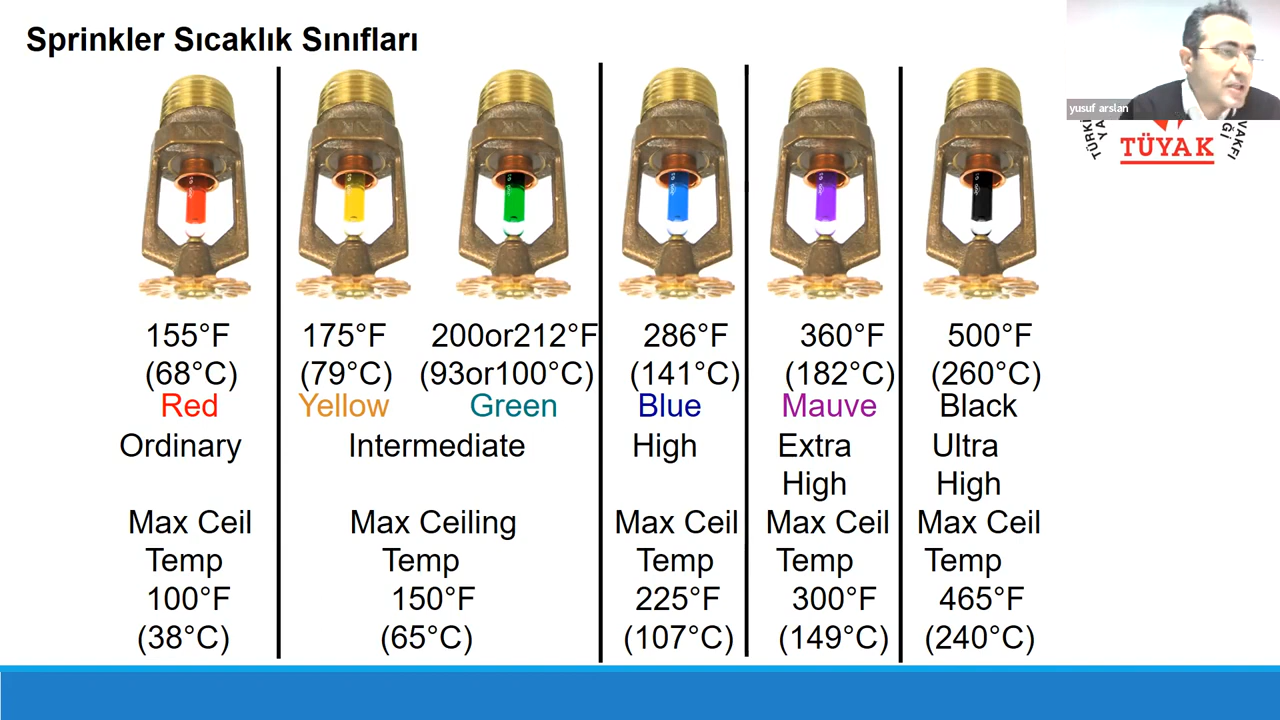 Sprinkler Sıcaklık Sınıfları
yusuf arslan
TÜYAK
VAKFI
155°F
(68°C)
Red
Ordinary
Max Ceil
Temp
100°F
(38°C)
175°F
(79°C)
Yellow
200or212°F
(93or100°C)
Green
Intermediate
Max Ceiling
Temp
150°F
(65°C)
286°F
(141°C)
Blue
High
Max Ceil
Temp
225°F
(107°C)
360°F
(182°C)
Mauve
Extra
High
Max Ceil
Temp
300°F
(149°C)
500°F
(260°C)
Black
Ultra
High
Max Ceil
Temp
465°F
(240°C)